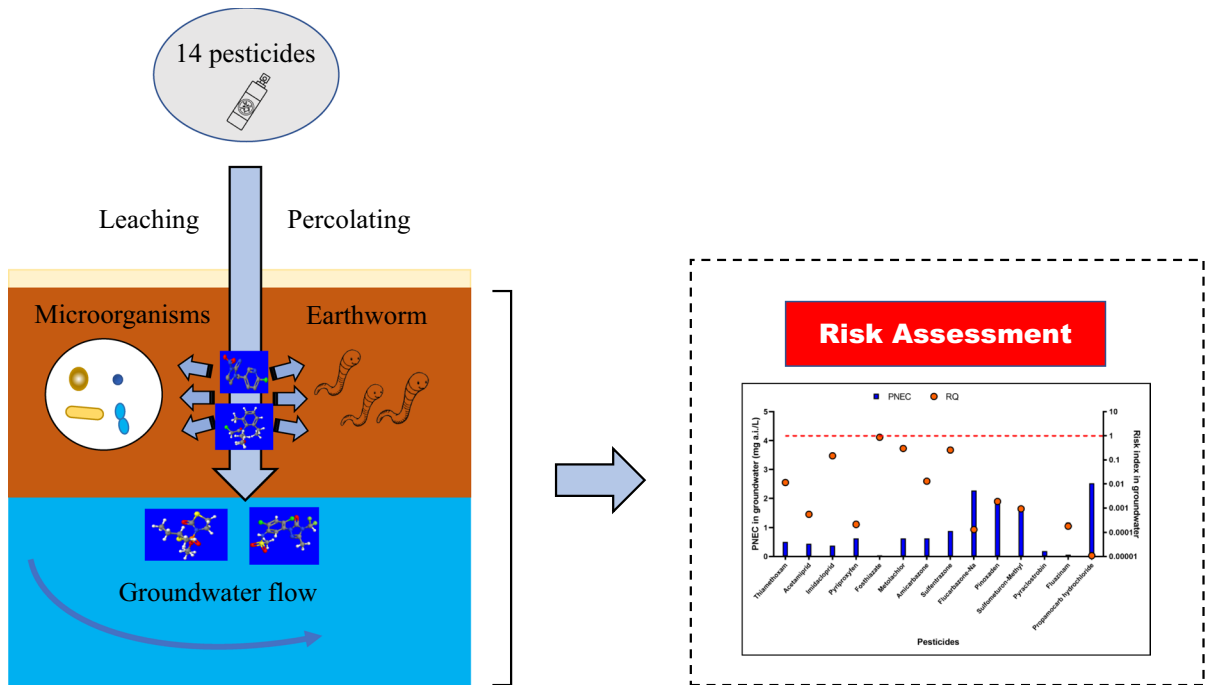 14 pesticides
Leaching
Percolating
Microorganisms
Earthworm
Groundwater flow
Risk Assessment
PNEC
RQ
PNEC in groundwater (mg a.i./L)
5
4
3
2
1
0
10
1
0.1
0.01
0.001
0.0001
0.00001
Risk index in groundwater
Thiamethoxam
Acetamiprid
Imidacloprid
Pyriproxyfen
Fosthiazate
Metolachlor
Amicarbazone
Sulfentrazone
Flucarbazone-Na
Pinoxaden
Sulfometuron-Methyl
Pyraclostrobin
Fluazinam
Propamocarb hydrochloride
Pesticides